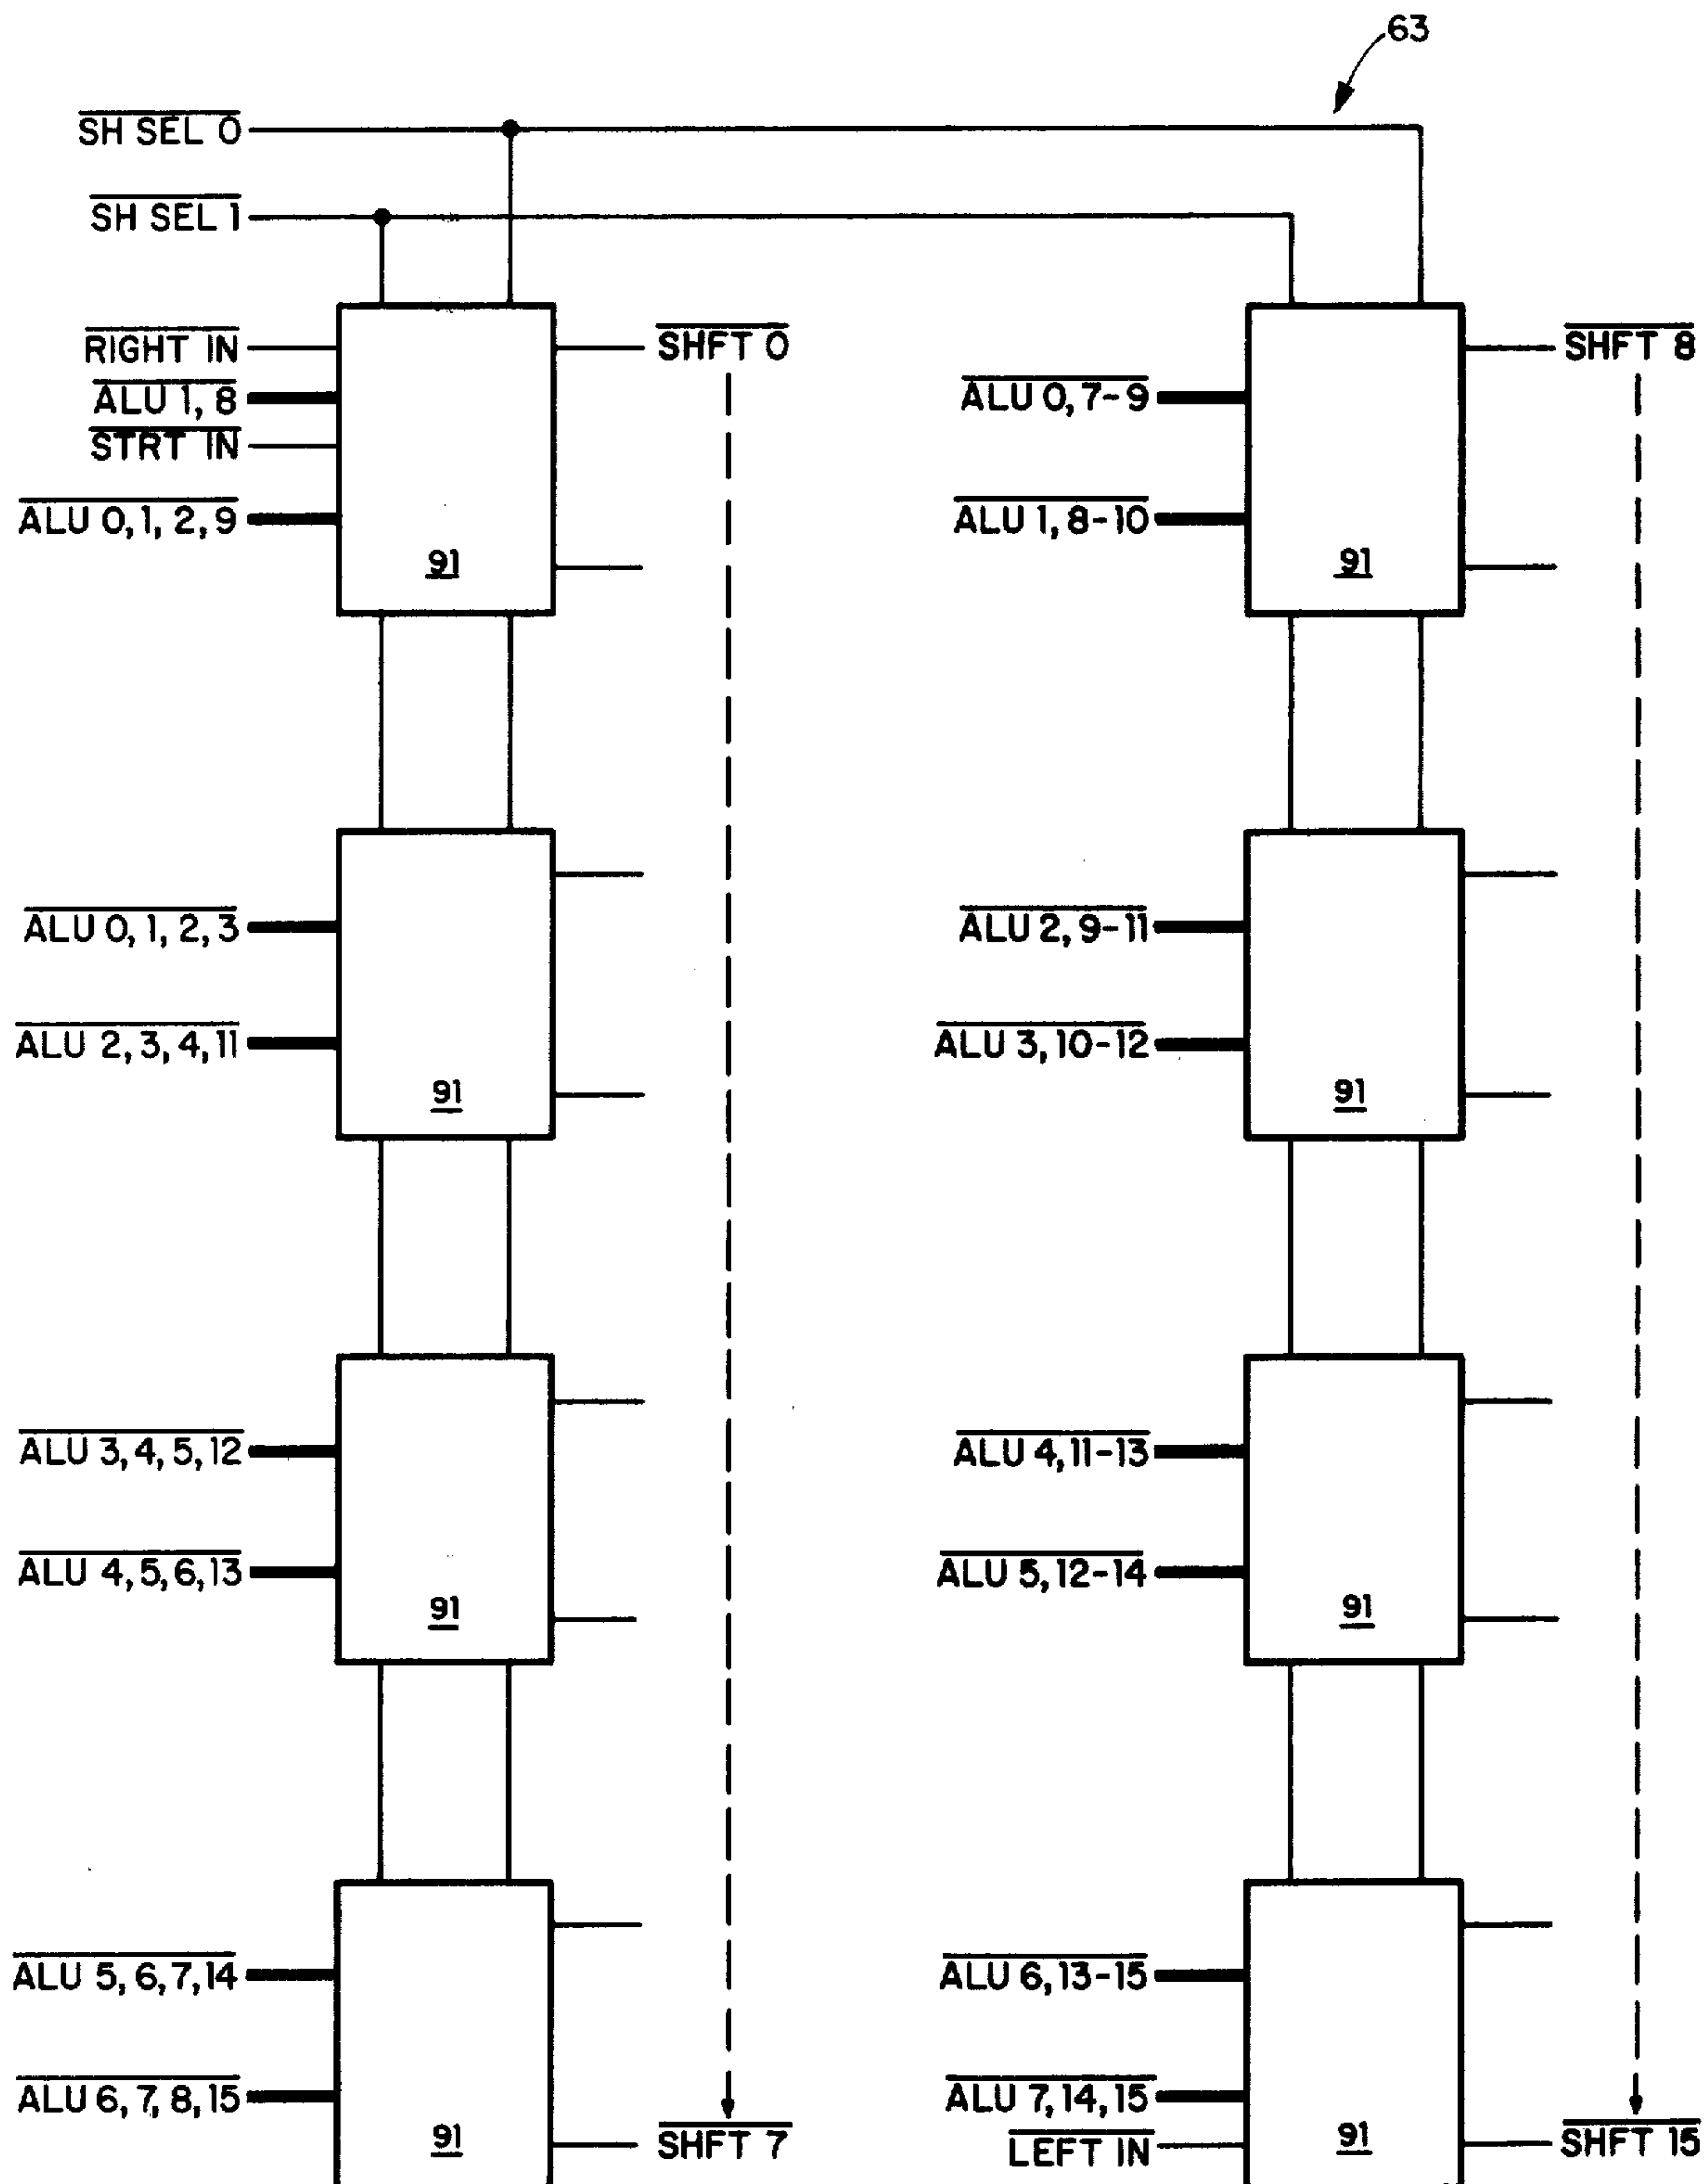 63
SH SEL 0
SH SEL 1
RIGHT IN
ALU 1, 8
STRT IN
ALU 0, 1, 2, 9
91
SHFT 0
ALU 0, 1, 2, 3
ALU 2, 3, 4, 11
91
ALU 3, 4, 5, 12
ALU 4, 5, 6, 13
91
ALU 5, 6, 7, 14
ALU 6, 7, 8, 15
91
SHFT 7
ALU 0, 7-9
ALU 1, 8-10
91
SHFT 8
ALU 2, 9-11
ALU 3, 10-12
91
ALU 4, 11-13
ALU 5, 12-14
91
ALU 6, 13-15
ALU 7, 14, 15
LEFT IN
91
SHFT 15